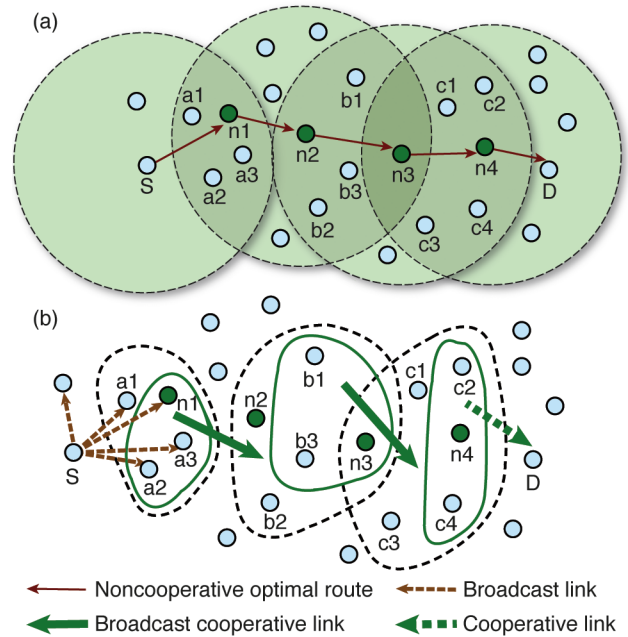 (a)
a1
n1
b1
c1
c2
n2
n3
n4
S
a2
a3
b3
b2
c3
c4
D
(b)
a1
n1
n2
b1
c1
c2
S
a2
a3
b3
n3
n4
D
b2
c3
c4
Noncooperative optimal route
Broadcast link
Broadcast cooperative link
Cooperative link